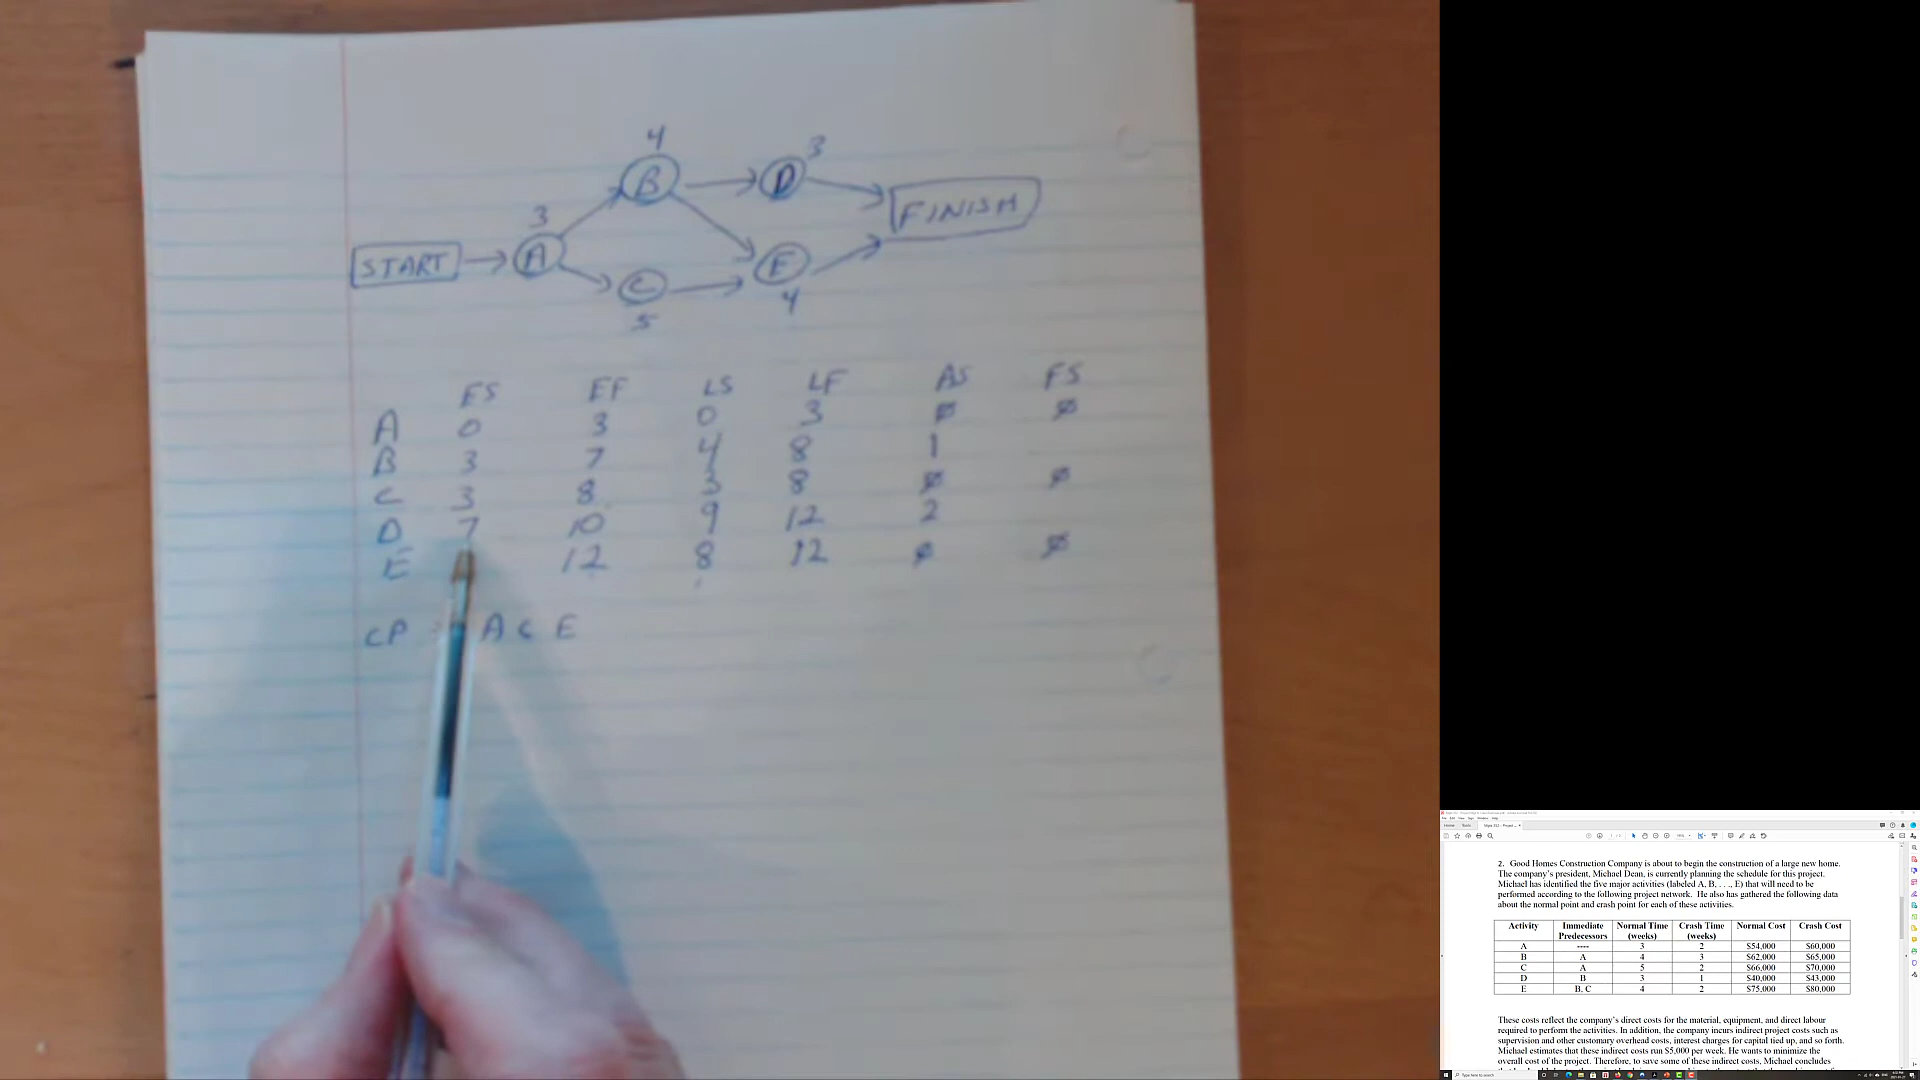 4
3
B
D
3
FINISH
START
A
E
C
4
5
ES EF LS LF AS FS
A 0 3 0 3 ø ø
B 3 7 4 8 1
C 3 8 3 8 ø ø
D 7 10 9 12 2
E 12 8 12 ø ø
CP : A C E
2. Good Homes Construction Company is about to begin the construction of a large new home.
The company's president, Michael Dean, is currently planning the schedule for this project.
Michael has identified the five major activities (labeled A, B, . . ., E) that will need to be
performed according to the following project network. He also has gathered the following data
about the normal point and crash point for each of these activities.
Activity Immediate Predecessors Normal Time (weeks) Crash Time (weeks) Normal Cost Crash Cost
A ---- 3 2 $54,000 $60,000
B A 4 3 $62,000 $65,000
C A 5 2 $66,000 $70,000
D B 3 1 $40,000 $43,000
E B, C 4 2 $75,000 $80,000
These costs reflect the company's direct costs for the material, equipment, and direct labour
required to perform the activities. In addition, the company incurs indirect project costs such as
supervision and other customary overhead costs, interest charges for capital tied up, and so forth.
Michael estimates that these indirect costs run $5,000 per week. He wants to minimize the
overall cost of the project. Therefore, to save some of these indirect costs, Michael concludes